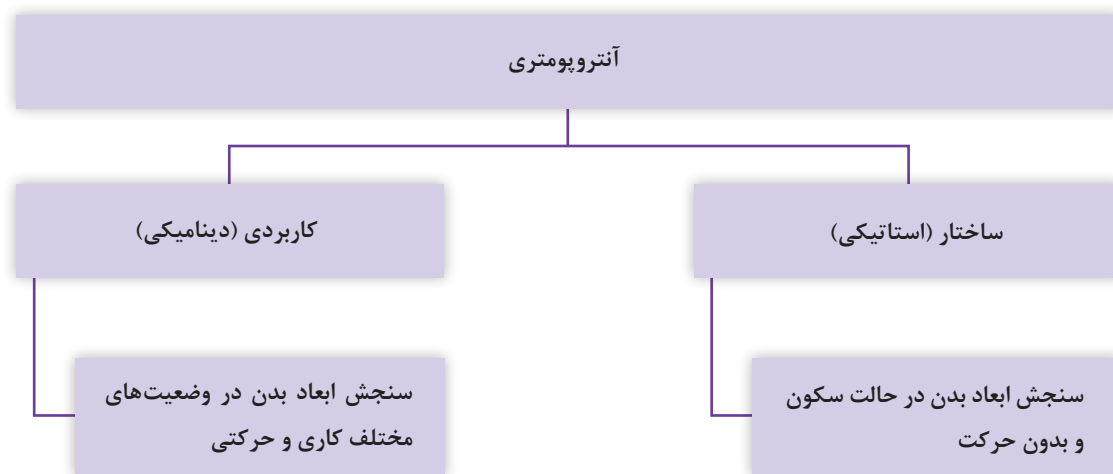 آنتروپومتری
ساختار (استاتیکی)
سنجش ابعاد بدن در حالت سکون
و بدون حرکت
کاربردی (دینامیکی)
سنجش ابعاد بدن در وضعیت‌های
مختلف کاری و حرکتی